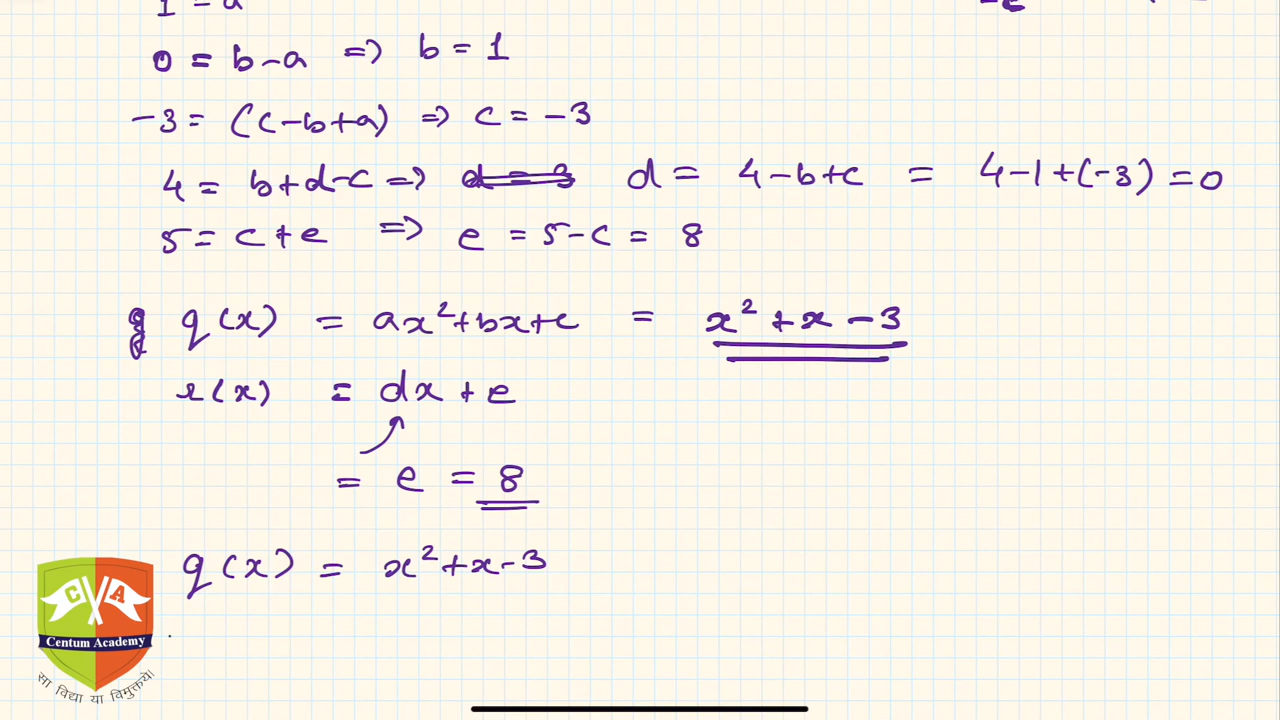 1 = a
0 = b-a => b = 1
-3 = (c-b+a) => c = -3
4 = b+d-c => d = 3 d = 4-b+c = 4-1+(-3) = 0
5 = c+e => e = 5-c = 8
q(x) = ax²+bx+c = x²+x-3
r(x) = dx+e
= e = 8
q(x) = x²+x-3
C A
Centum Academy
सा विद्या या विमुक्तये।